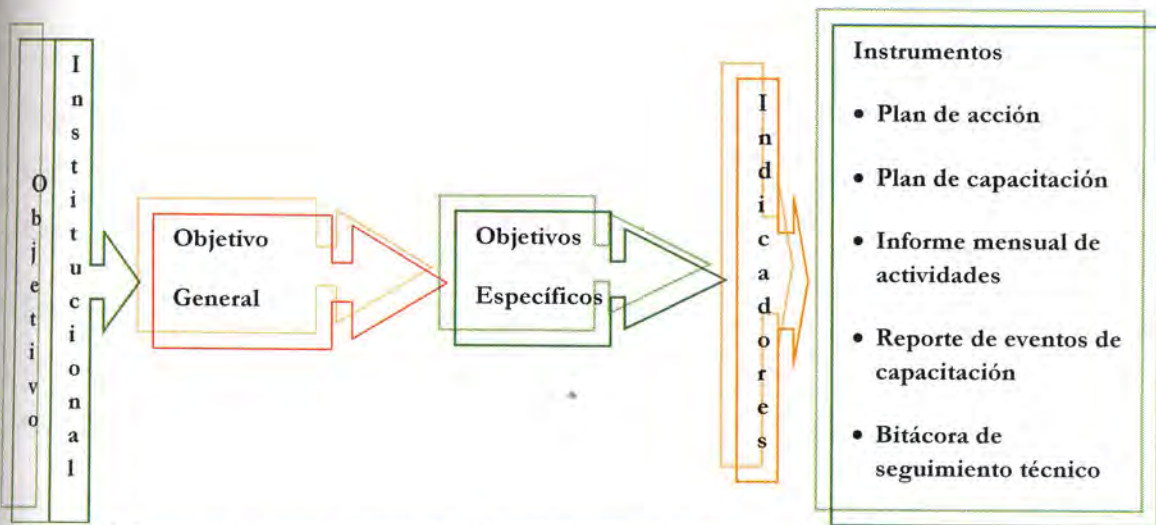 Objetivo
Institucional
Objetivo
General
Objetivos
Específicos
Indicadores
Instrumentos
• Plan de acción
• Plan de capacitación
• Informe mensual de
actividades
• Reporte de eventos de
capacitación
• Bitácora de
seguimiento técnico